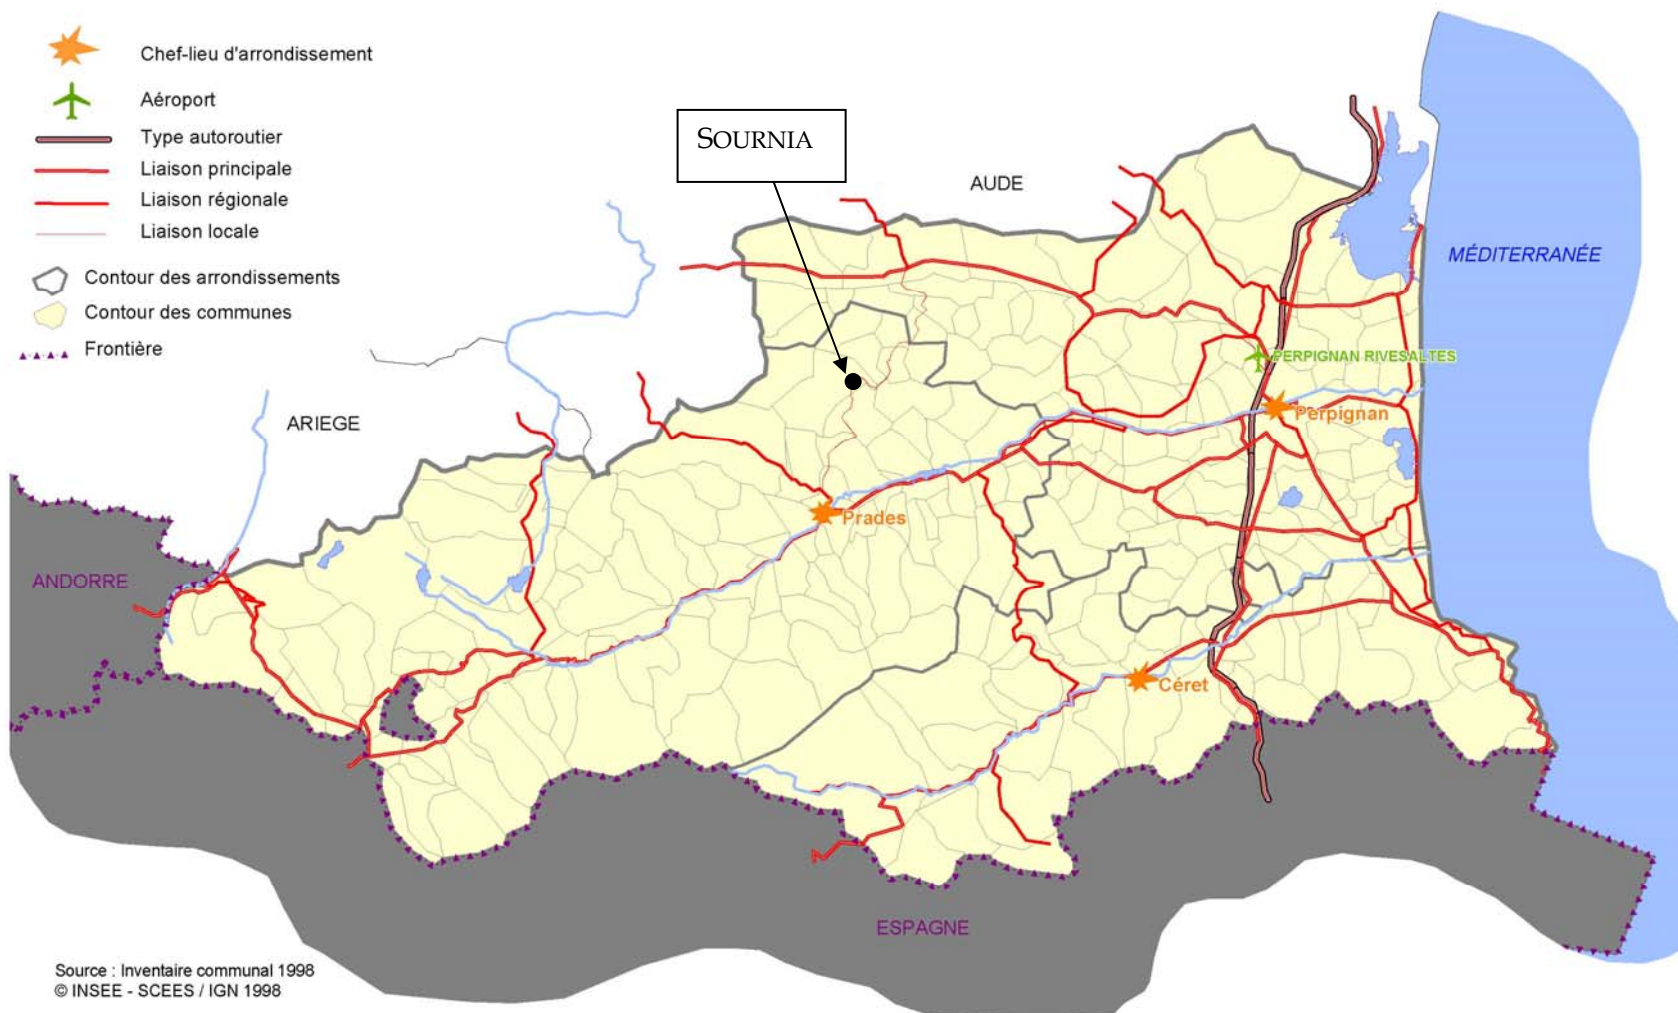 Chef-lieu d'arrondissement
Aéroport
Type autoroutier
Liaison principale
Liaison régionale
Liaison locale
Contour des arrondissements
Contour des communes
Frontière
SOURNIA
AUDE
MÉDITERRANÉE
PERPIGNAN RIVESALTES
Perpignan
ARIEGE
Prades
ANDORRE
Céret
ESPAGNE
Source : Inventaire communal 1998
© INSEE - SCEES / IGN 1998